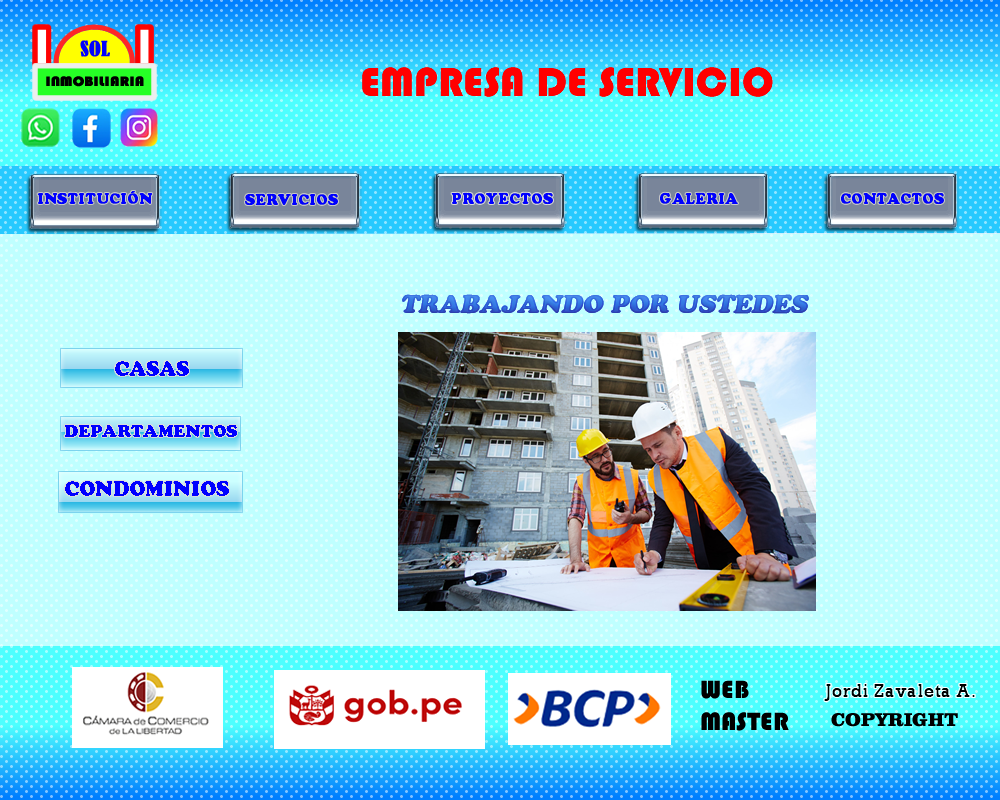 SOL
INMOBILIARIA
EMPRESA DE SERVICIO
INSTITUCIÓN
SERVICIOS
PROYECTOS
GALERIA
CONTACTOS
TRABAJANDO POR USTEDES
CASAS
DEPARTAMENTOS
CONDOMINIOS
CÁMARA de COMERCIO
de LA LIBERTAD
gob.pe
BCP
WEB
MASTER
Jordi Zavaleta A.
COPYRIGHT